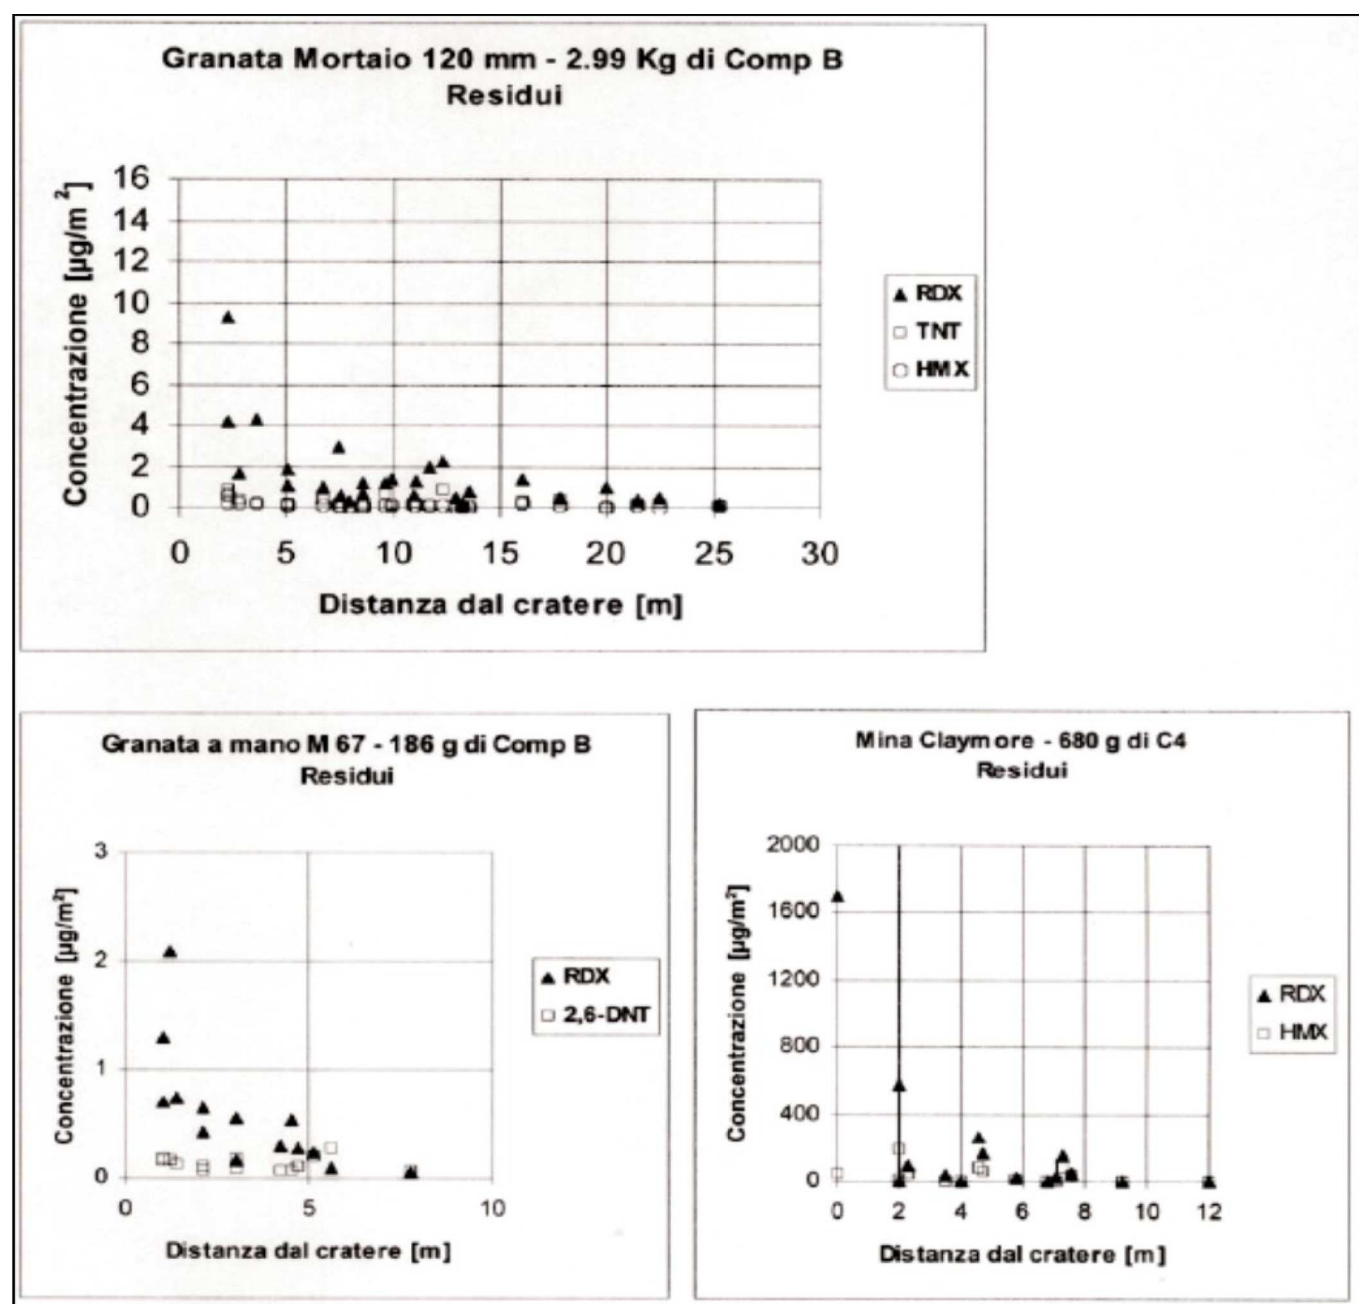 Granata Mortaio 120 mm - 2.99 Kg di Comp B
Residui
Concentrazione [µg/m²]
16
14
12
10
8
6
4
2
0
0 5 10 15 20 25 30
Distanza dal cratere [m]
RDX
TNT
HMX
Granata a mano M 67 - 186 g di Comp B
Residui
Concentrazione [µg/m²]
3
2
1
0
0 5 10
Distanza dal cratere [m]
RDX
2,6-DNT
Mina Claymore - 680 g di C4
Residui
Concentrazione [µg/m²]
2000
1600
1200
800
400
0
0 2 4 6 8 10 12
Distanza dal cratere [m]
RDX
HMX